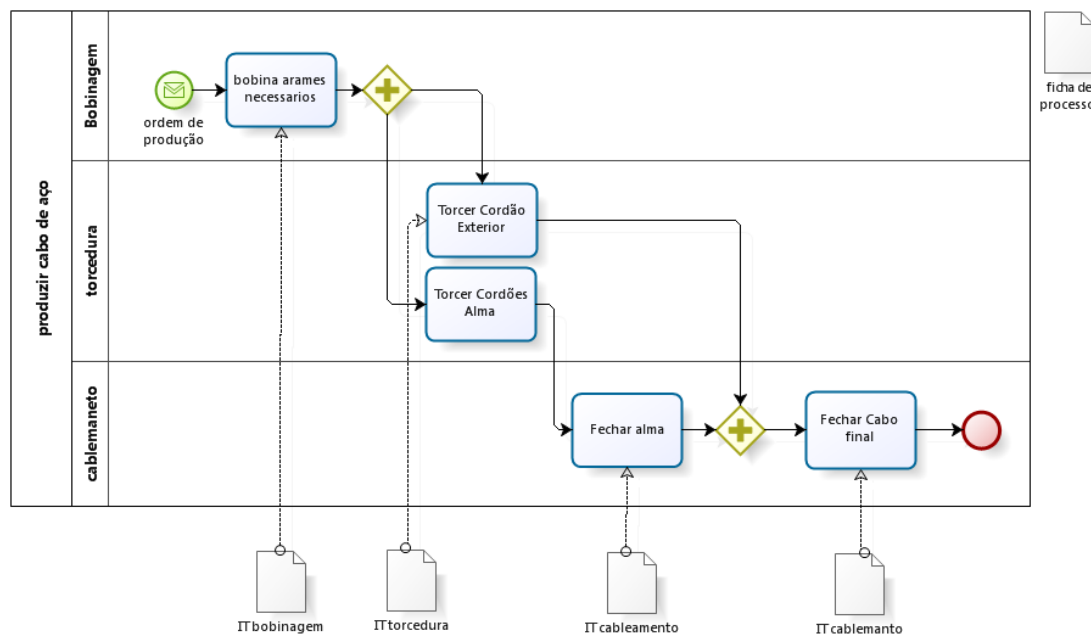 produzir cabo de aço
Bobinagem
ordem de
produção
bobina arames
necessarios
ficha de
processo
torcedura
Torcer Cordão
Exterior
Torcer Cordões
Alma
cablemaneto
Fechar alma
Fechar Cabo
final
IT bobinagem
IT torcedura
IT cableamento
IT cablemanto